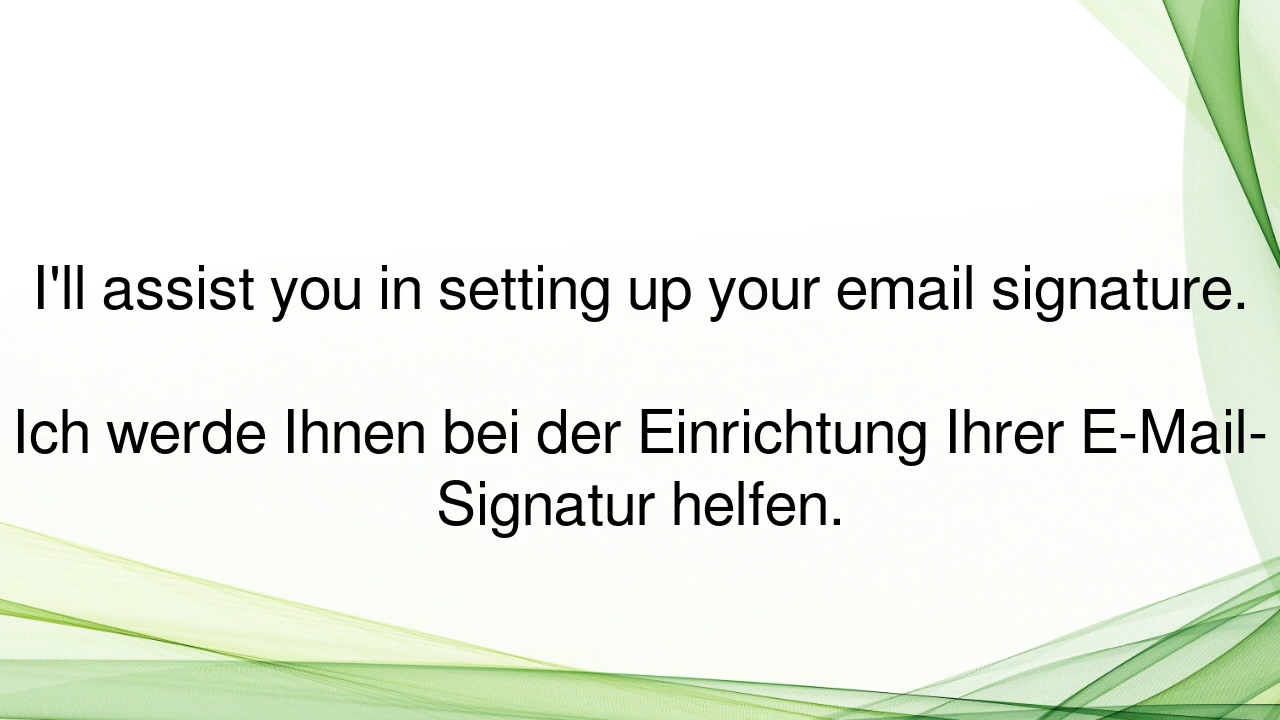 I'll assist you in setting up your email signature.
Ich werde Ihnen bei der Einrichtung Ihrer E-Mail-
Signatur helfen.